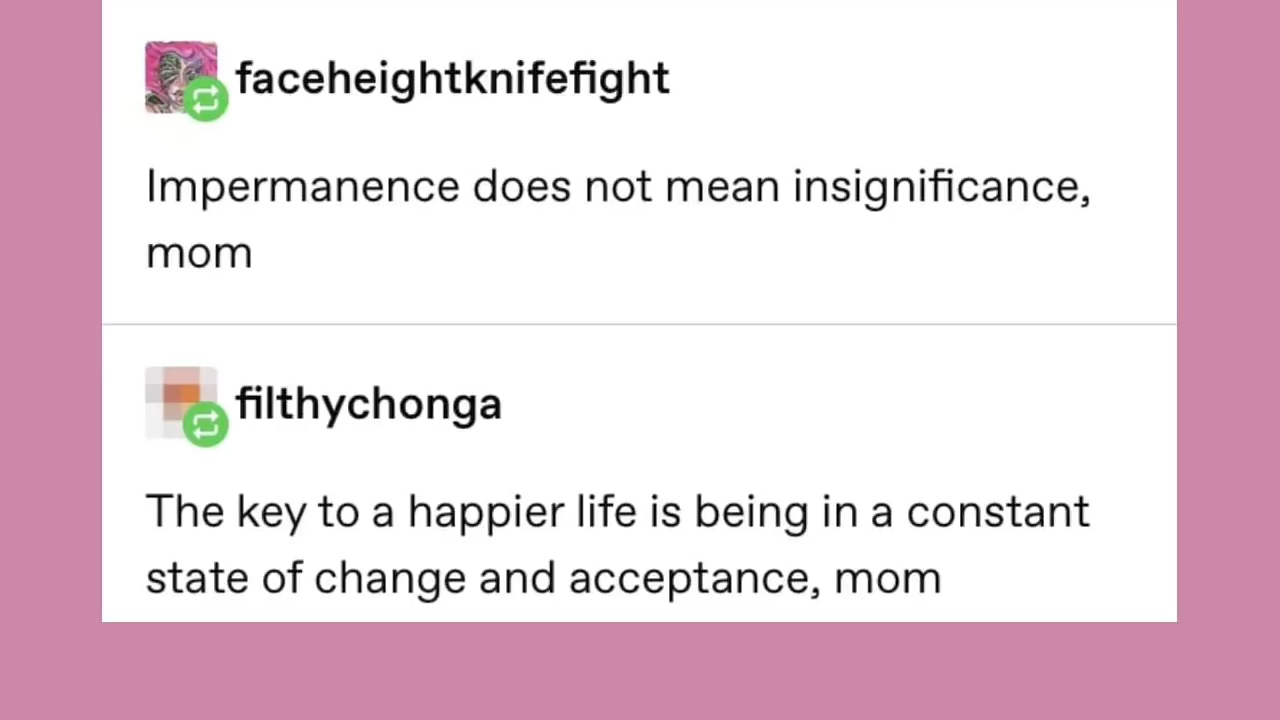 faceheightknifefight
Impermanence does not mean insignificance,
mom
filthychonga
The key to a happier life is being in a constant
state of change and acceptance, mom